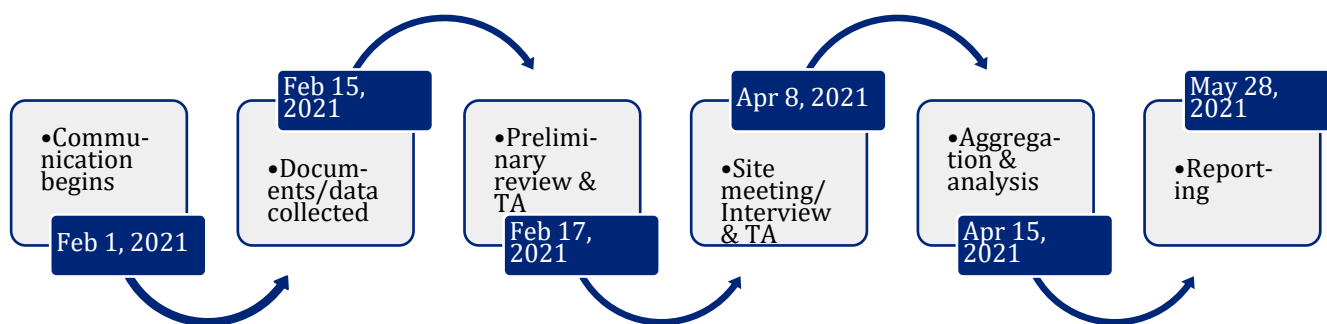 •Commu-
nication
begins
Feb 1, 2021
Feb 15,
2021
•Docum-
ents/data
collected
•Prelimi-
nary
review &
TA
Feb 17,
2021
Apr 8, 2021
•Site
meeting/
Interview
& TA
•Aggrega-
tion &
analysis
Apr 15,
2021
May 28,
2021
•Report-
ing